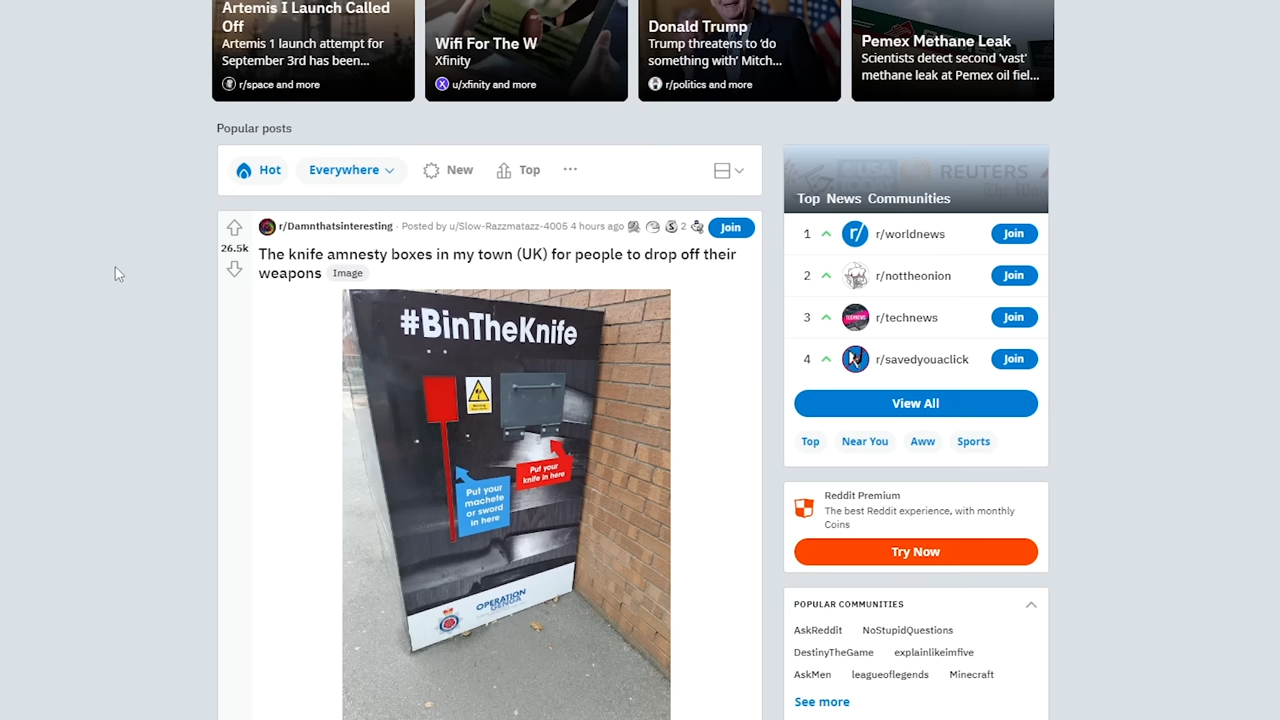 Artemis I Launch Called
Off
Artemis 1 launch attempt for
September 3rd has been...
r/space and more
Wifi For The W
Xfinity
u/xfinity and more
Donald Trump
Trump threatens to 'do
something with' Mitch...
r/politics and more
Pemex Methane Leak
Scientists detect second 'vast'
methane leak at Pemex oil fiel...
Popular posts
Hot
Everywhere
New
Top
...
26.5k
r/Damnthatsinteresting · Posted by u/Slow-Razzmatazz-4005 4 hours ago
2
Join
The knife amnesty boxes in my town (UK) for people to drop off their
weapons Image
#BinTheKnife
Put your
knife in here
Put your
machete
or sword
in here
OPERATION
REUTERS
Top News Communities
1 r/worldnews Join
2 r/nottheonion Join
3 r/technews Join
4 r/savedyouaclick Join
View All
Top
Near You
Aww
Sports
Reddit Premium
The best Reddit experience, with monthly
Coins
Try Now
POPULAR COMMUNITIES
AskReddit NoStupidQuestions
DestinyTheGame explainlikeimfive
AskMen leagueoflegends Minecraft
See more